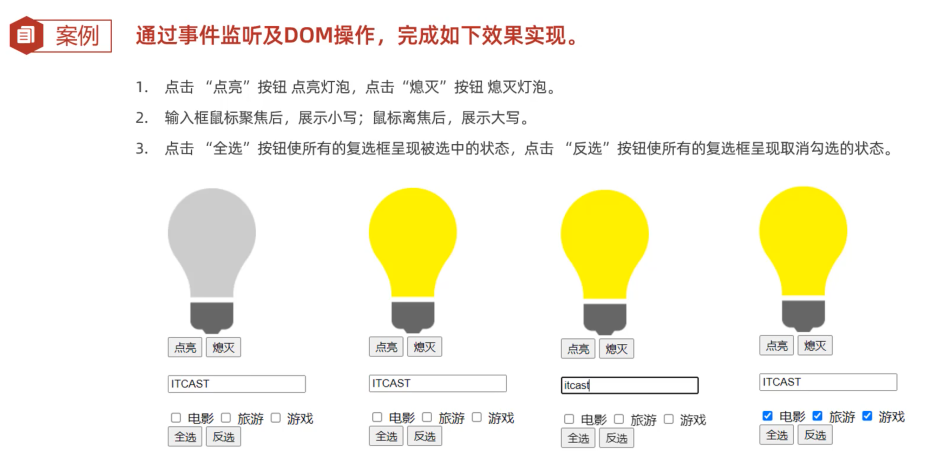 案例 通过事件监听及DOM操作，完成如下效果实现。
1. 点击 “点亮”按钮 点亮灯泡，点击“熄灭”按钮 熄灭灯泡。
2. 输入框鼠标聚焦后，展示小写；鼠标离焦后，展示大写。
3. 点击 “全选”按钮使所有的复选框呈现被选中的状态，点击 “反选”按钮使所有的复选框呈现取消勾选的状态。
点亮 熄灭 点亮 熄灭 点亮 熄灭 点亮 熄灭
ITCAST ITCAST itcast ITCAST
电影 旅游 游戏 电影 旅游 游戏 电影 旅游 游戏 电影 旅游 游戏
全选 反选 全选 反选 全选 反选 全选 反选